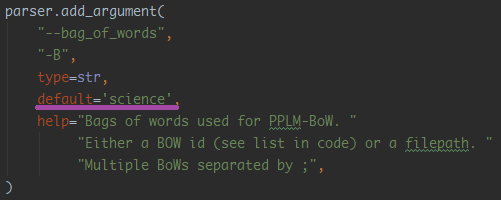 parser.add_argument(
"--bag_of_words",
"-B",
type=str,
default='science',
help="Bags of words used for PPLM-BoW. "
"Either a BOW id (see list in code) or a filepath. "
"Multiple BoWs separated by ;",
)